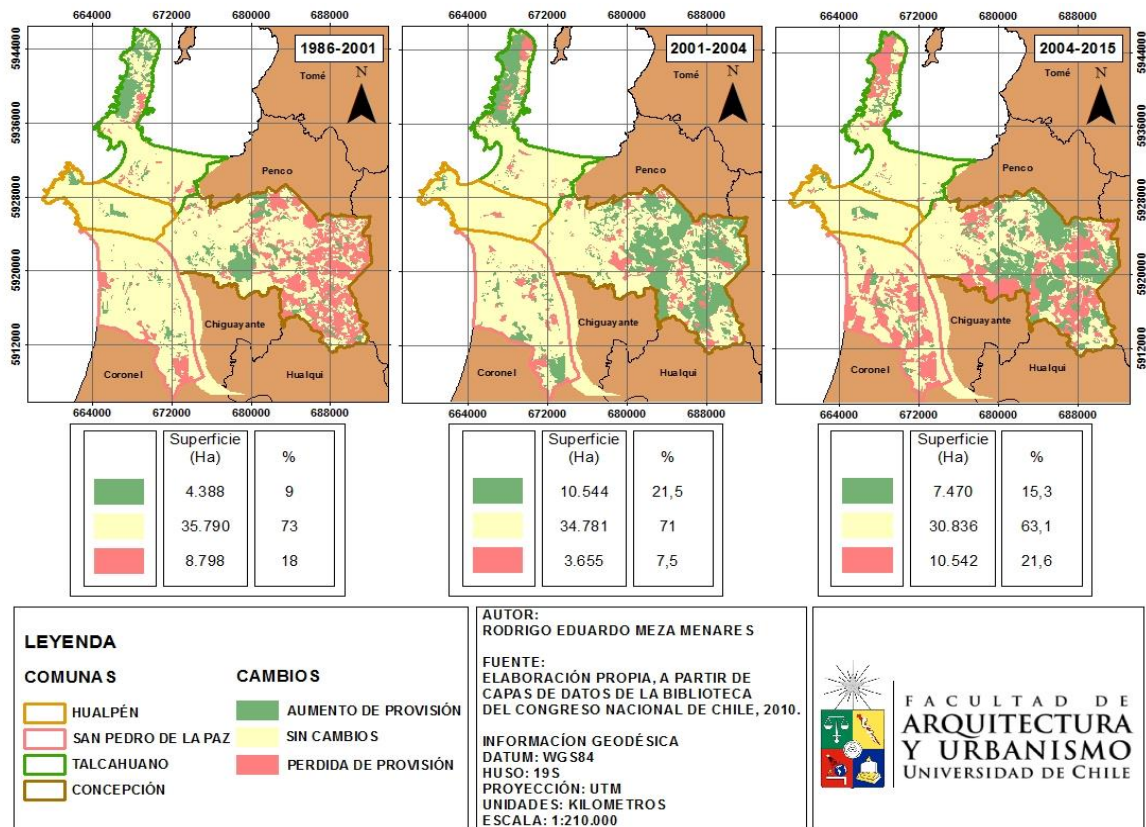 664000 672000 680000 688000
664000 672000 680000 688000
664000 672000 680000 688000
1986-2001
2001-2004
2004-2015
5944000
5936000
5928000
5920000
5912000
5944000
5936000
5928000
5920000
5912000
N
Tomé
Penco
Chiguayante
Coronel
Hualqui
N
Tomé
Penco
Chiguayante
Coronel
Hualqui
N
Tomé
Penco
Chiguayante
Coronel
Hualqui
664000 672000 680000 688000
664000 672000 680000 688000
664000 672000 680000 688000
Superficie
(Ha) %
4.388 9
35.790 73
8.798 18
Superficie
(Ha) %
10.544 21,5
34.781 71
3.655 7,5
Superficie
(Ha) %
7.470 15,3
30.836 63,1
10.542 21,6
LEYENDA
COMUNAS
HUALPÉN
SAN PEDRO DE LA PAZ
TALCAHUANO
CONCEPCIÓN
CAMBIOS
AUMENTO DE PROVISIÓN
SIN CAMBIOS
PERDIDA DE PROVISIÓN
AUTOR:
RODRIGO EDUARDO MEZA MENARES
FUENTE:
ELABORACIÓN PROPIA, A PARTIR DE
CAPAS DE DATOS DE LA BIBLIOTECA
DEL CONGRESO NACIONAL DE CHILE, 2010.
INFORMACÍON GEODÉSICA
DATUM: WGS84
HUSO: 19S
PROYECCIÓN: UTM
UNIDADES: KILOMETROS
ESCALA: 1:210.000
FACULTAD DE
ARQUITECTURA
Y URBANISMO
UNIVERSIDAD DE CHILE